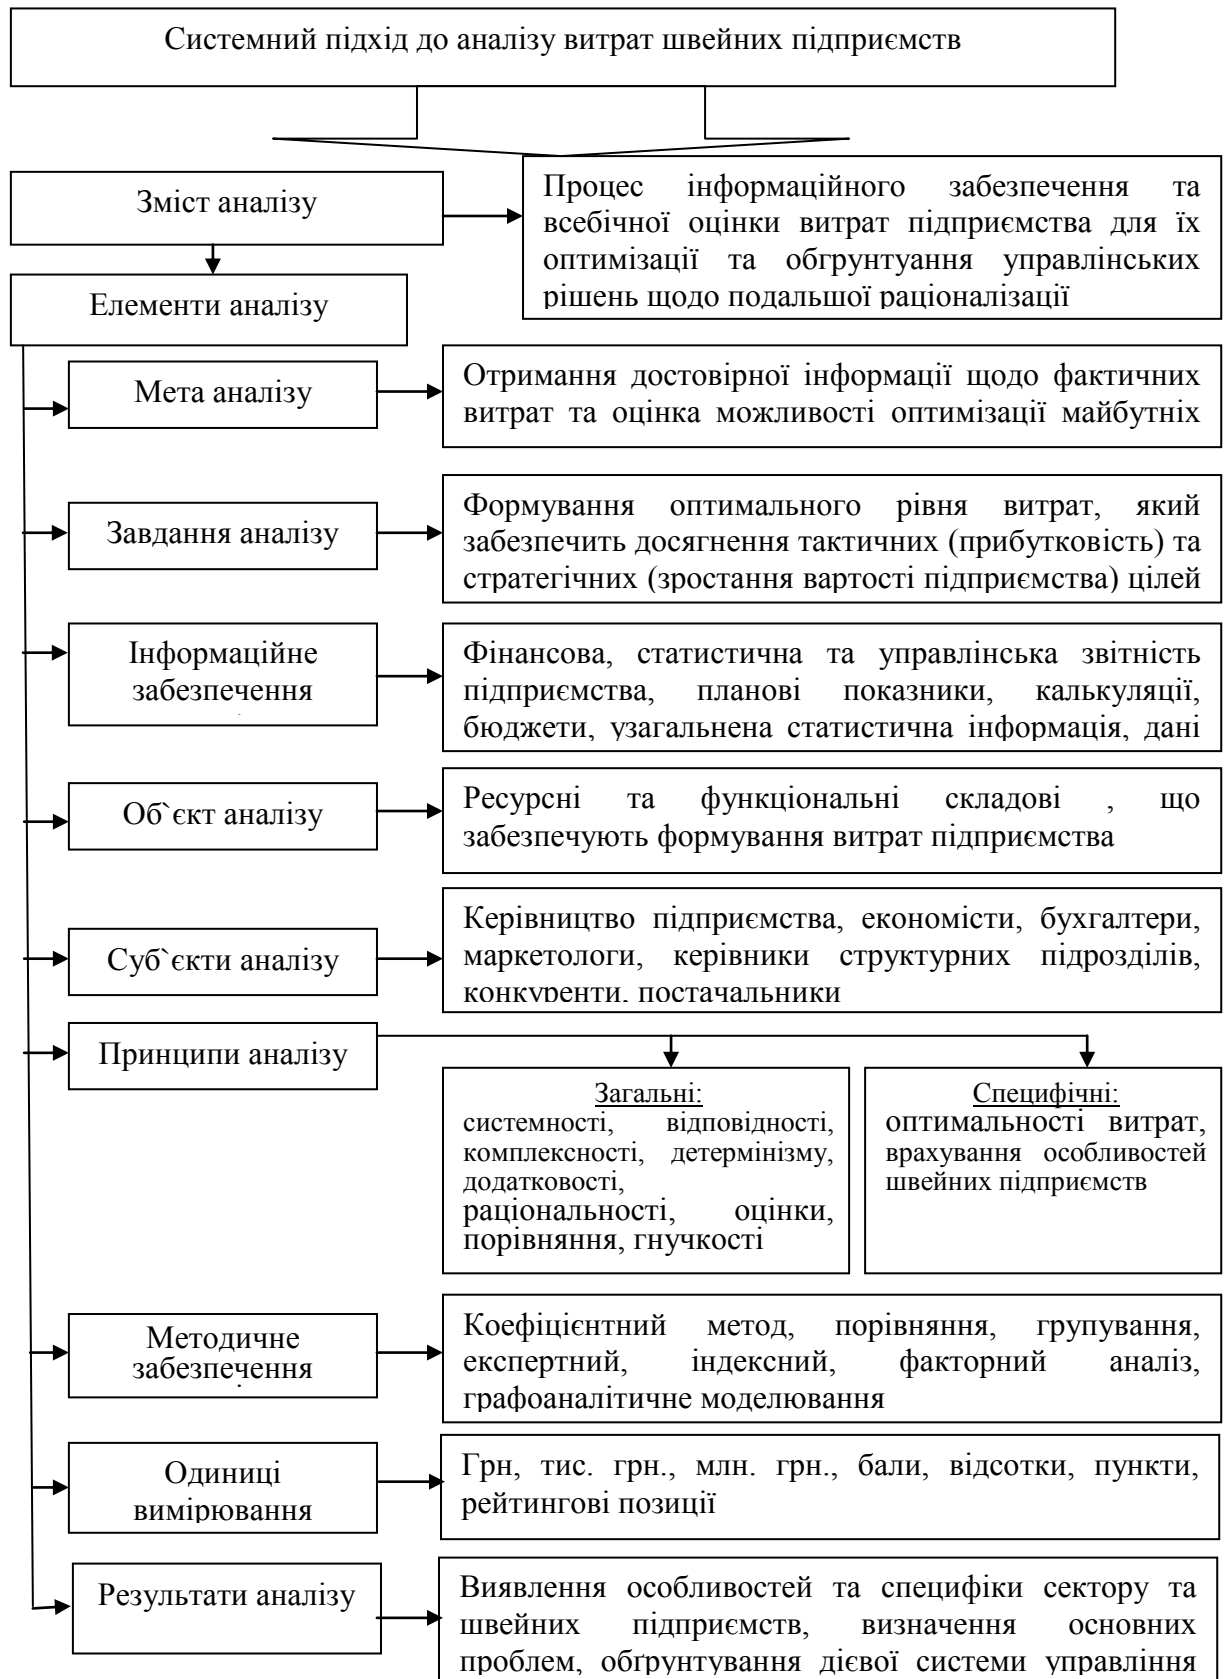 Системний підхід до аналізу витрат швейних підприємств
Зміст аналізу
Процес інформаційного забезпечення та
всебічної оцінки витрат підприємства для їх
оптимізації та обгрунтуання управлінських
рішень щодо подальшої раціоналізації
Елементи аналізу
Мета аналізу
Отримання достовірної інформації щодо фактичних
витрат та оцінка можливості оптимізації майбутніх
Завдання аналізу
Формування оптимального рівня витрат, який
забезпечить досягнення тактичних (прибутковість) та
стратегічних (зростання вартості підприємства) цілей
Інформаційне
забезпечення
Фінансова, статистична та управлінська звітність
підприємства, планові показники, калькуляції,
бюджети, узагальнена статистична інформація, дані
Об`єкт аналізу
Ресурсні та функціональні складові , що
забезпечують формування витрат підприємства
Суб`єкти аналізу
Керівництво підприємства, економісти, бухгалтери,
маркетологи, керівники структурних підрозділів,
конкуренти, постачальники
Принципи аналізу
Загальні:
системності, відповідності,
комплексності, детермінізму,
додатковості,
раціональності, оцінки,
порівняння, гнучкості
Специфічні:
оптимальності витрат,
врахування особливостей
швейних підприємств
Методичне
забезпечення
Коефіцієнтний метод, порівняння, групування,
експертний, індексний, факторний аналіз,
графоаналітичне моделювання
Одиниці
вимірювання
Грн, тис. грн., млн. грн., бали, відсотки, пункти,
рейтингові позиції
Результати аналізу
Виявлення особливостей та специфіки сектору та
швейних підприємств, визначення основних
проблем, обґрунтування дієвої системи управління